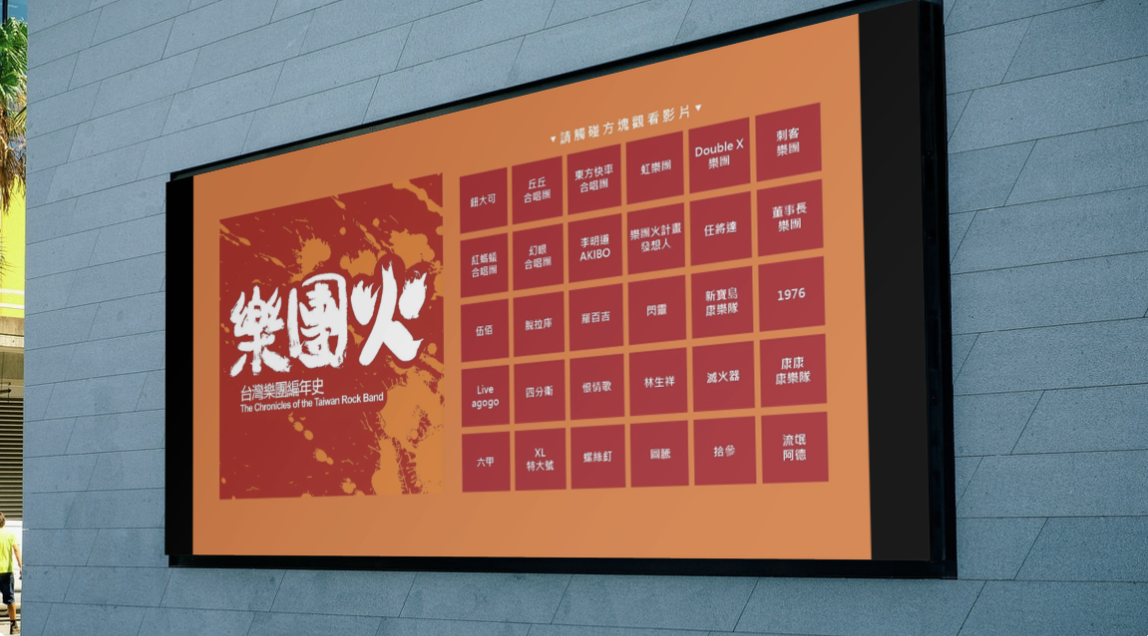 樂團火
台灣樂團編年史
The Chronicles of the Taiwan Rock Band
▼請觸碰方塊觀看影片▼
鈕大可
丘丘
合唱團
東方快車
合唱團
虹樂團
Double X
樂團
刺客
樂團
紅螞蟻
合唱團
幻眼
合唱團
李明道
AKIBO
樂團火計畫
發想人
任將達
董事長
樂團
伍佰
脫拉庫
羅百吉
閃靈
新寶島
康樂隊
1976
Live
agogo
四分衛
恨情歌
林生祥
滅火器
康康
康樂隊
六甲
XL
特大號
螺絲釘
圖騰
拾參
流氓
阿德